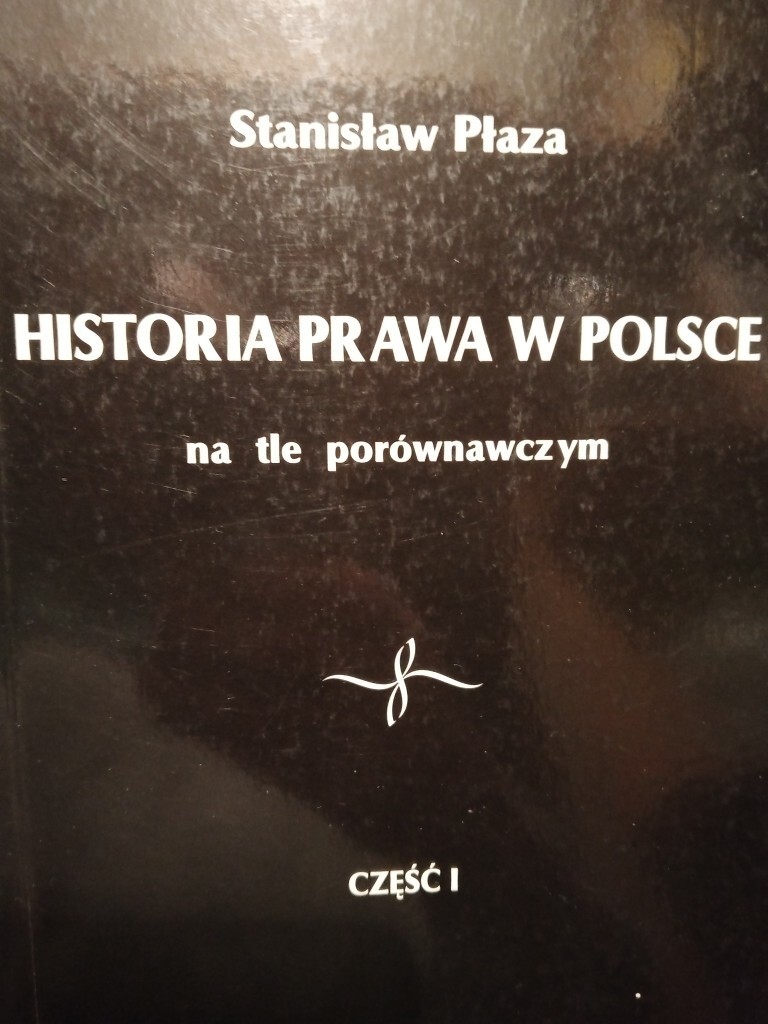 Stanisław Płaza
HISTORIA PRAWA W POLSCE
na tle porównawczym
CZĘŚĆ I